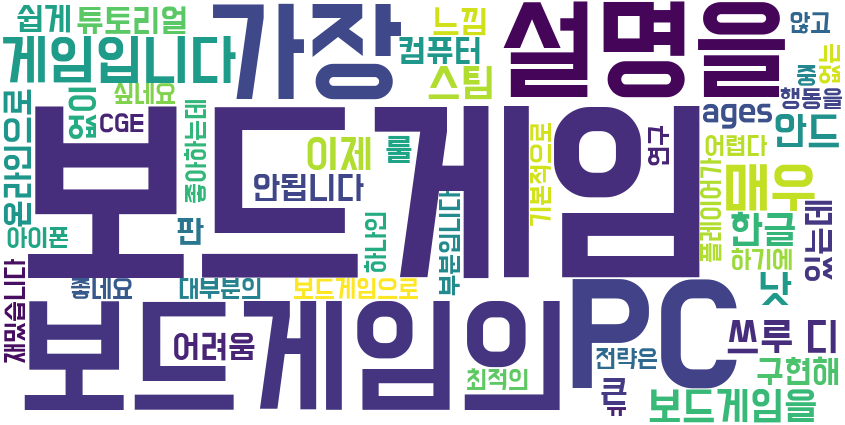 쉽게
튜토리얼
가장
느낌
설명을
않고
게임입니다
컴퓨터
스팀
중
없는
싶네요
행동을
온라인으로
없이
CGE
좋아하는데
ages
안드
보드게임
이제
룰
연구
어렵다
기본적으로
안됩니다
매우
플레이어가
아이폰
판
하나인
부분입니다
한글
하기에
있는데
재밌습니다
좋네요
대부분의
보드게임으로
보드게임의
PC
낫
쓰루 디
어려움
전략은
구현해
최적의
큰
듀
보드게임을